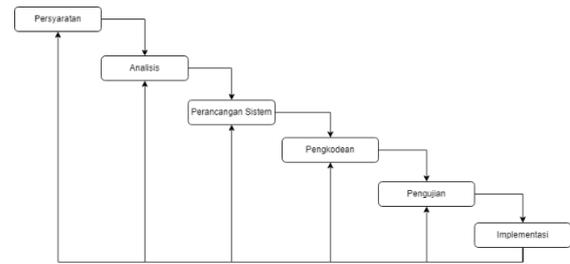 Persyaratan
Analisis
Perancangan Sistem
Pengkodean
Pengujian
Implementasi